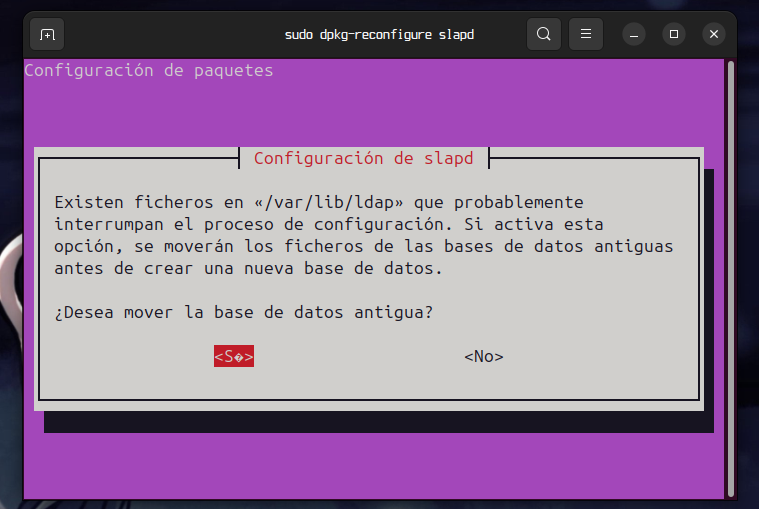 sudo dpkg-reconfigure slapd
Configuración de paquetes
Configuración de slapd
Existen ficheros en «/var/lib/ldap» que probablemente
interrumpan el proceso de configuración. Si activa esta
opción, se moverán los ficheros de las bases de datos antiguas
antes de crear una nueva base de datos.
¿Desea mover la base de datos antigua?
<S�> <No>